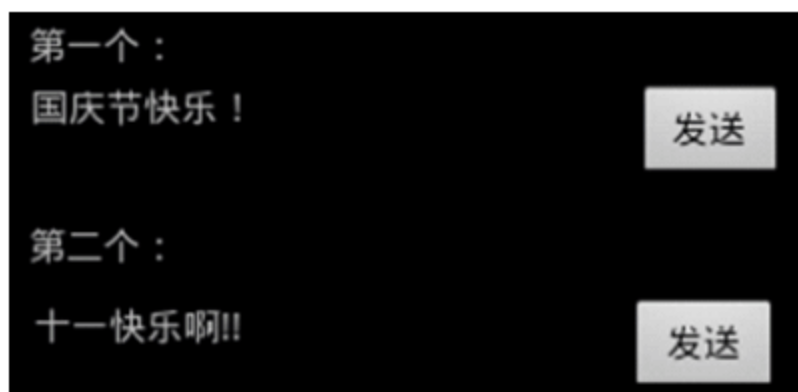 第一个：
国庆节快乐！
发送
第二个：
十一快乐啊!!
发送